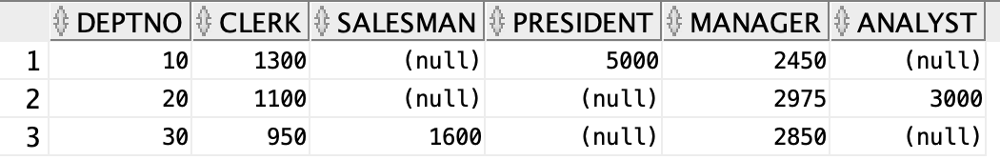 DEPTNO CLERK SALESMAN PRESIDENT MANAGER ANALYST
1 10 1300 (null) 5000 2450 (null)
2 20 1100 (null) (null) 2975 3000
3 30 950 1600 (null) 2850 (null)